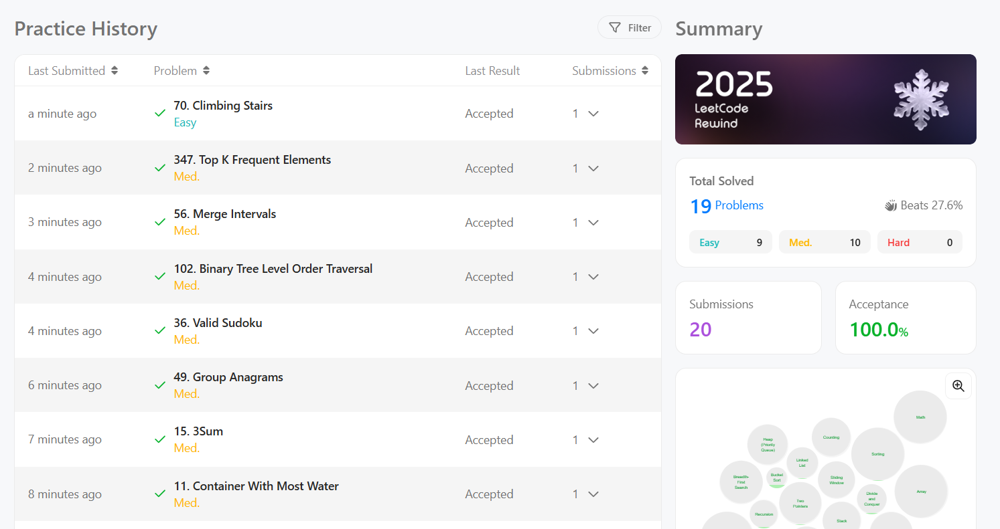 Practice History
Filter
Last Submitted
Problem
Last Result
Submissions
a minute ago
70. Climbing Stairs
Easy
Accepted
1
2 minutes ago
347. Top K Frequent Elements
Med.
Accepted
1
3 minutes ago
56. Merge Intervals
Med.
Accepted
1
4 minutes ago
102. Binary Tree Level Order Traversal
Med.
Accepted
1
4 minutes ago
36. Valid Sudoku
Med.
Accepted
1
6 minutes ago
49. Group Anagrams
Med.
Accepted
1
7 minutes ago
15. 3Sum
Med.
Accepted
1
8 minutes ago
11. Container With Most Water
Med.
Accepted
1
Summary
2025
LeetCode
Rewind
Total Solved
19 Problems
Beats 27.6%
Easy 9
Med. 10
Hard 0
Submissions
20
Acceptance
100.0%
Math
Heap
(Priority
Queue)
Counting
Sorting
Linked
List
Breadth-
First
Search
Bucket
Sort
Sliding
Window
Two
Pointers
Divide
and
Conquer
Array
Recursion
Stack